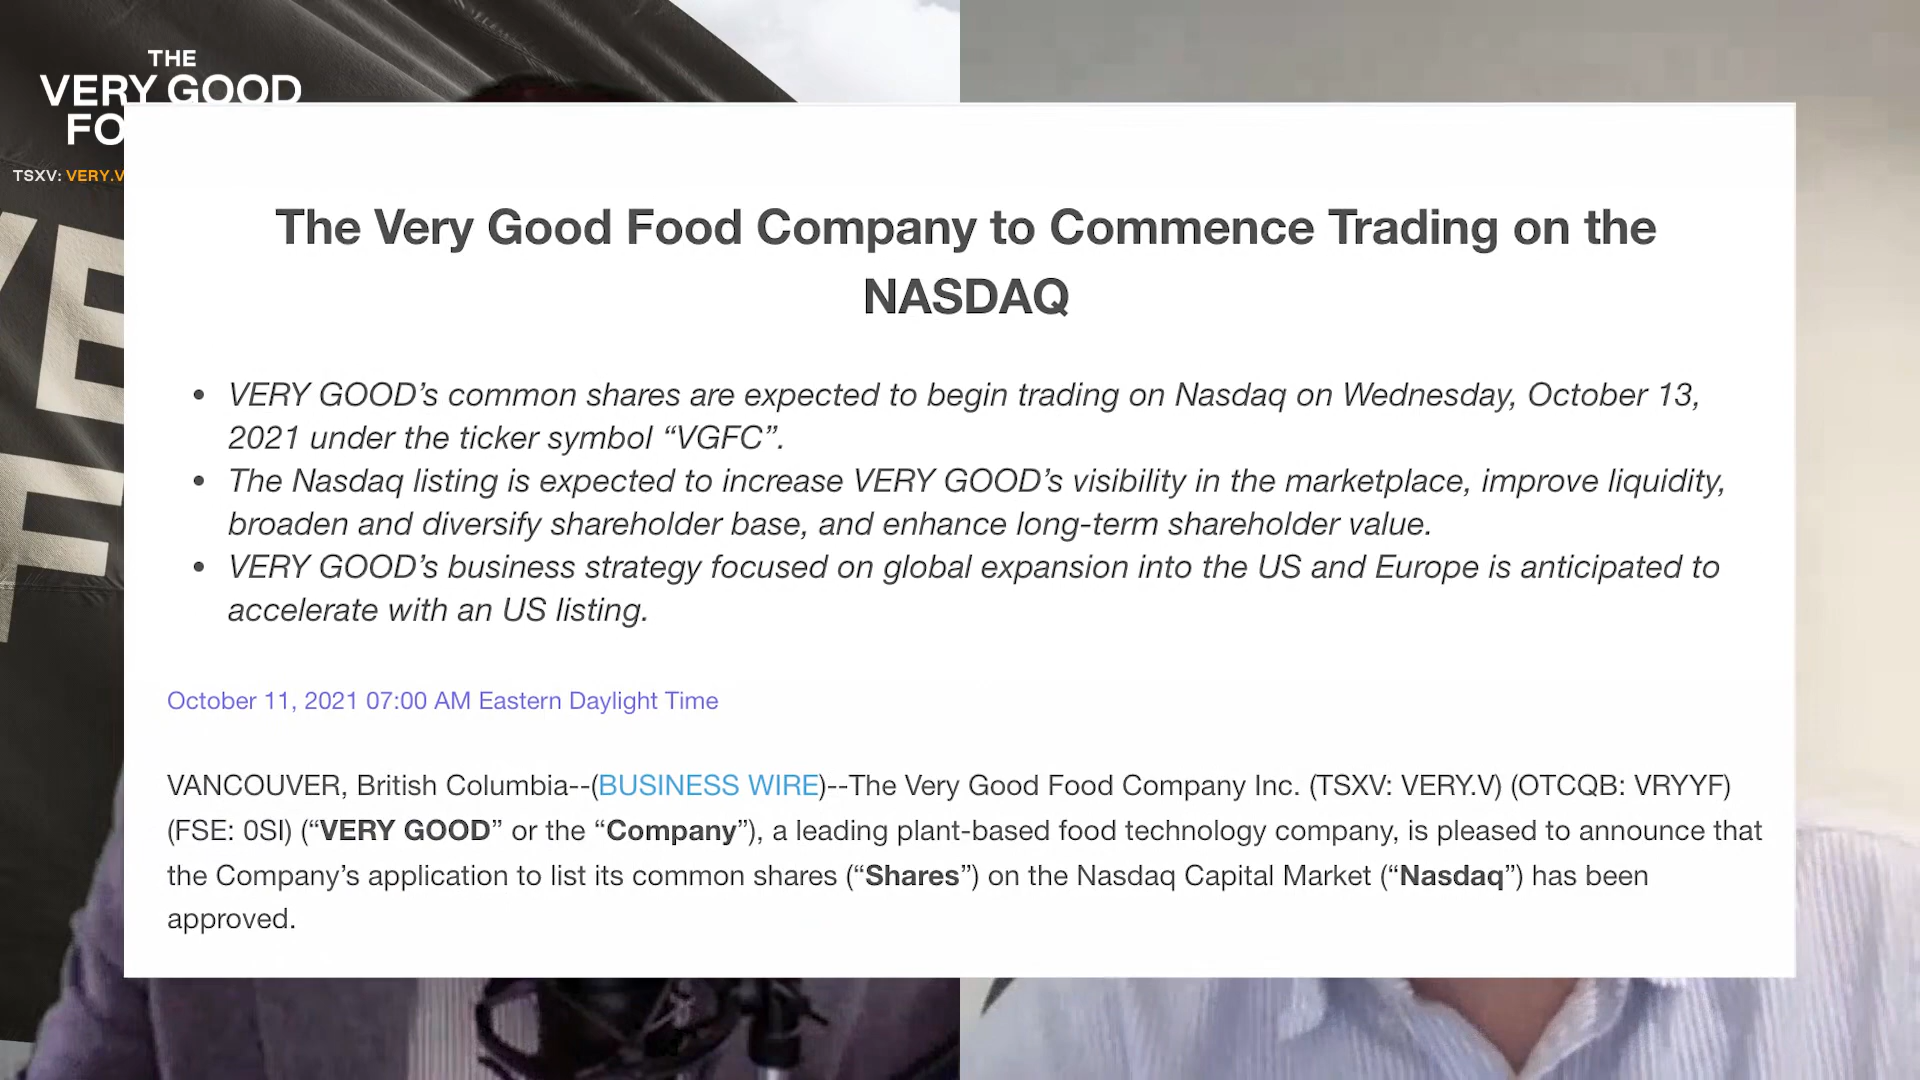 THE
VERY GOOD
FO
TSXV: VERY.V
The Very Good Food Company to Commence Trading on the
NASDAQ
• VERY GOOD’s common shares are expected to begin trading on Nasdaq on Wednesday, October 13,
2021 under the ticker symbol “VGFC”.
• The Nasdaq listing is expected to increase VERY GOOD’s visibility in the marketplace, improve liquidity,
broaden and diversify shareholder base, and enhance long-term shareholder value.
• VERY GOOD’s business strategy focused on global expansion into the US and Europe is anticipated to
accelerate with an US listing.
October 11, 2021 07:00 AM Eastern Daylight Time
VANCOUVER, British Columbia--(BUSINESS WIRE)--The Very Good Food Company Inc. (TSXV: VERY.V) (OTCQB: VRYYF)
(FSE: 0SI) (“VERY GOOD” or the “Company”), a leading plant-based food technology company, is pleased to announce that
the Company’s application to list its common shares (“Shares”) on the Nasdaq Capital Market (“Nasdaq”) has been
approved.